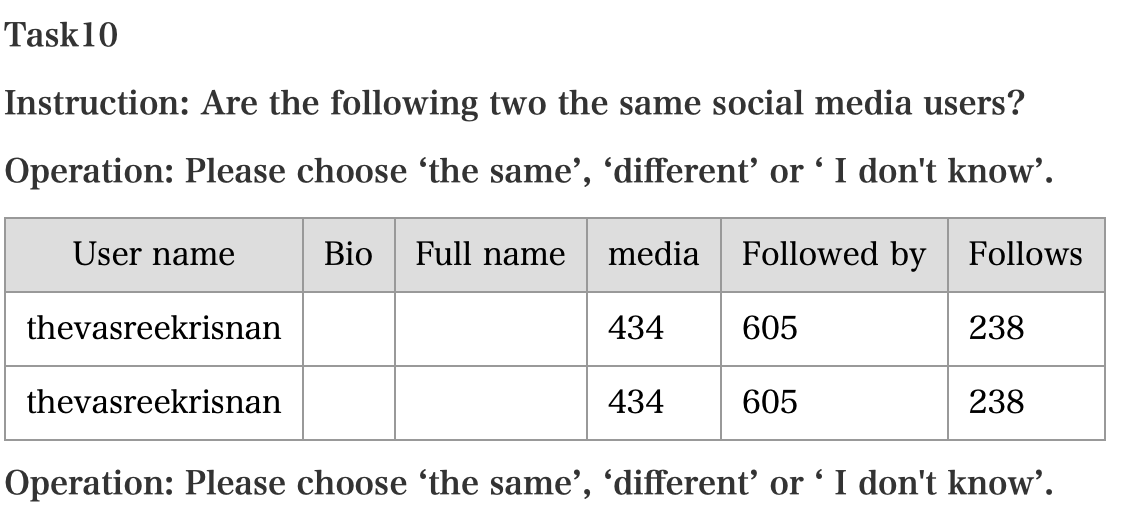 Task10
Instruction: Are the following two the same social media users?
Operation: Please choose ‘the same’, ‘different’ or ‘ I don't know’.
User name Bio Full name media Followed by Follows
thevasreekrisnan 434 605 238
thevasreekrisnan 434 605 238
Operation: Please choose ‘the same’, ‘different’ or ‘ I don't know’.